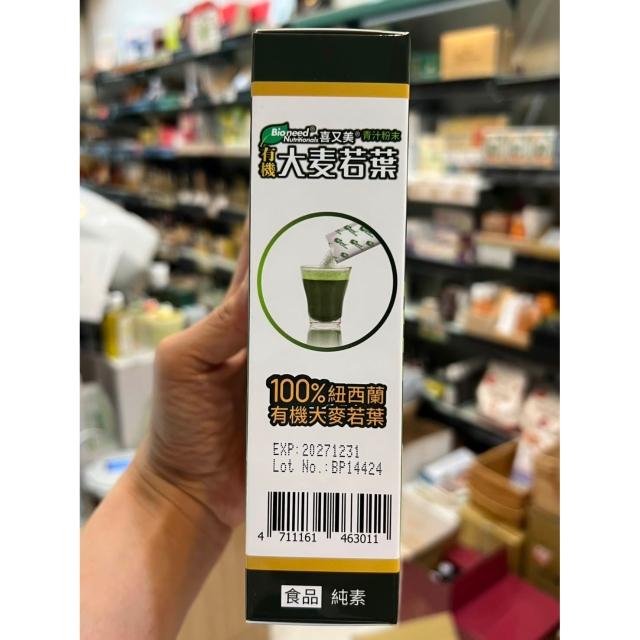 Bioneed® 喜又美® 青汁粉末
Nutritionals
有機 大麦若葉
100%紐西蘭
有機大麥若葉
EXP:20271231
Lot No.:BP14424
4 711161 463011
食品 純素